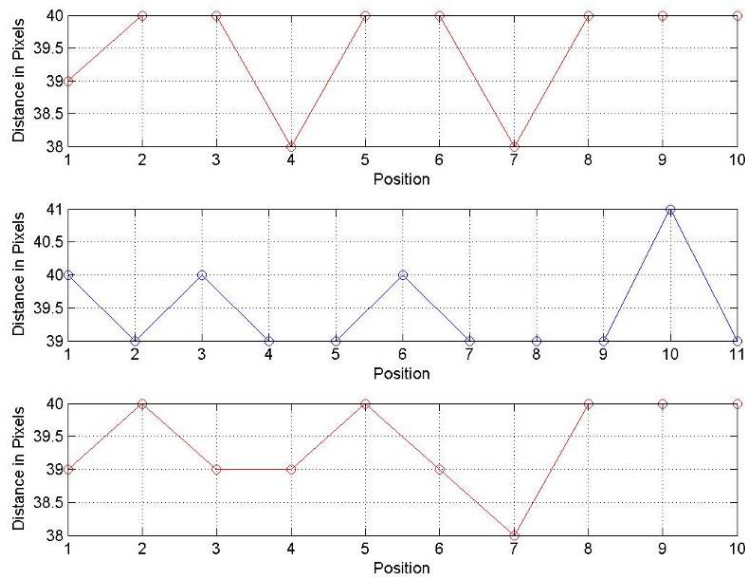 Distance in Pixels
40
39.5
39
38.5
38
1 2 3 4 5 6 7 8 9 10
Position
Distance in Pixels
41
40.5
40
39.5
39
1 2 3 4 5 6 7 8 9 10 11
Position
Distance in Pixels
40
39.5
39
38.5
38
1 2 3 4 5 6 7 8 9 10
Position